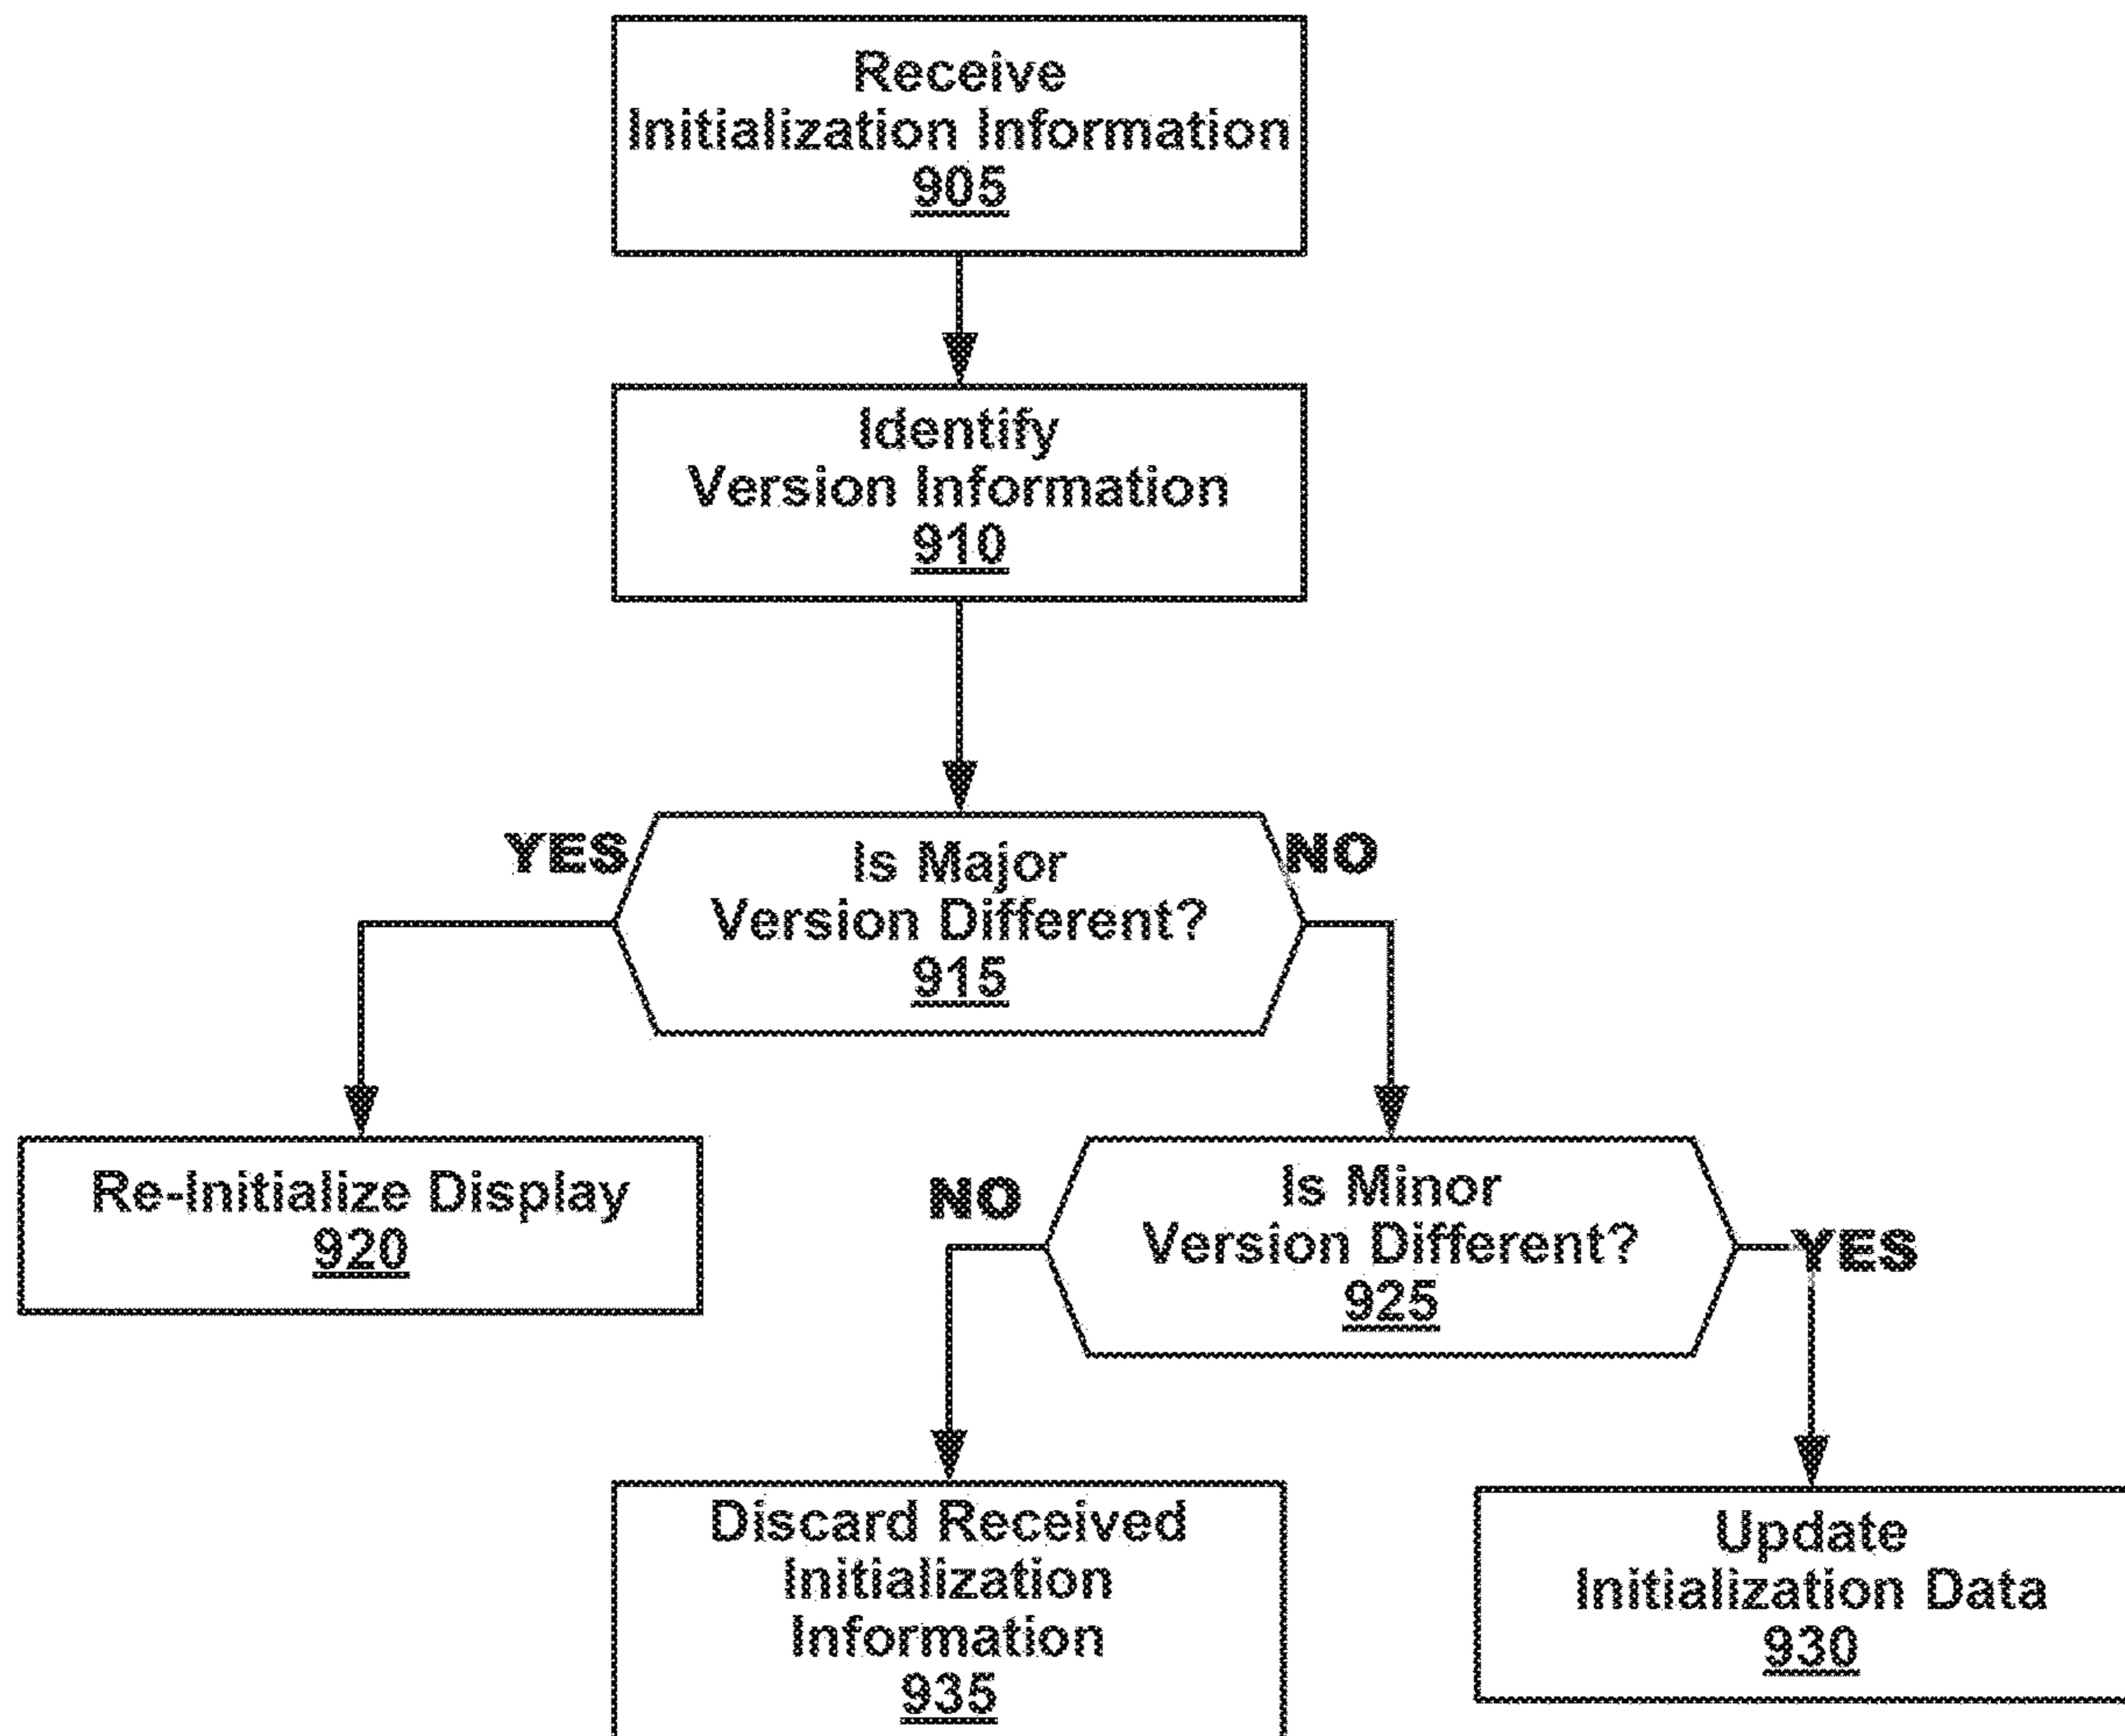 Receive
Initialization Information
905
Identify
Version Information
910
YES
Is Major
Version Different?
915
NO
Re-Initialize Display
920
NO
Is Minor
Version Different?
925
YES
Discard Received
Initialization
Information
935
Update
Initialization Data
930